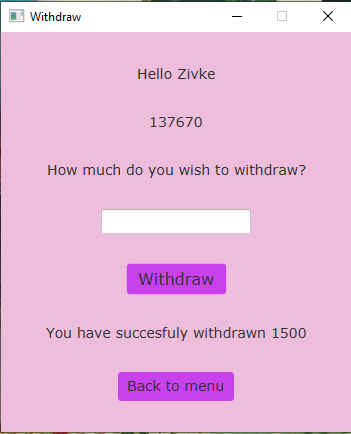 Withdraw
Hello Zivke
137670
How much do you wish to withdraw?
Withdraw
You have succesfuly withdrawn 1500
Back to menu